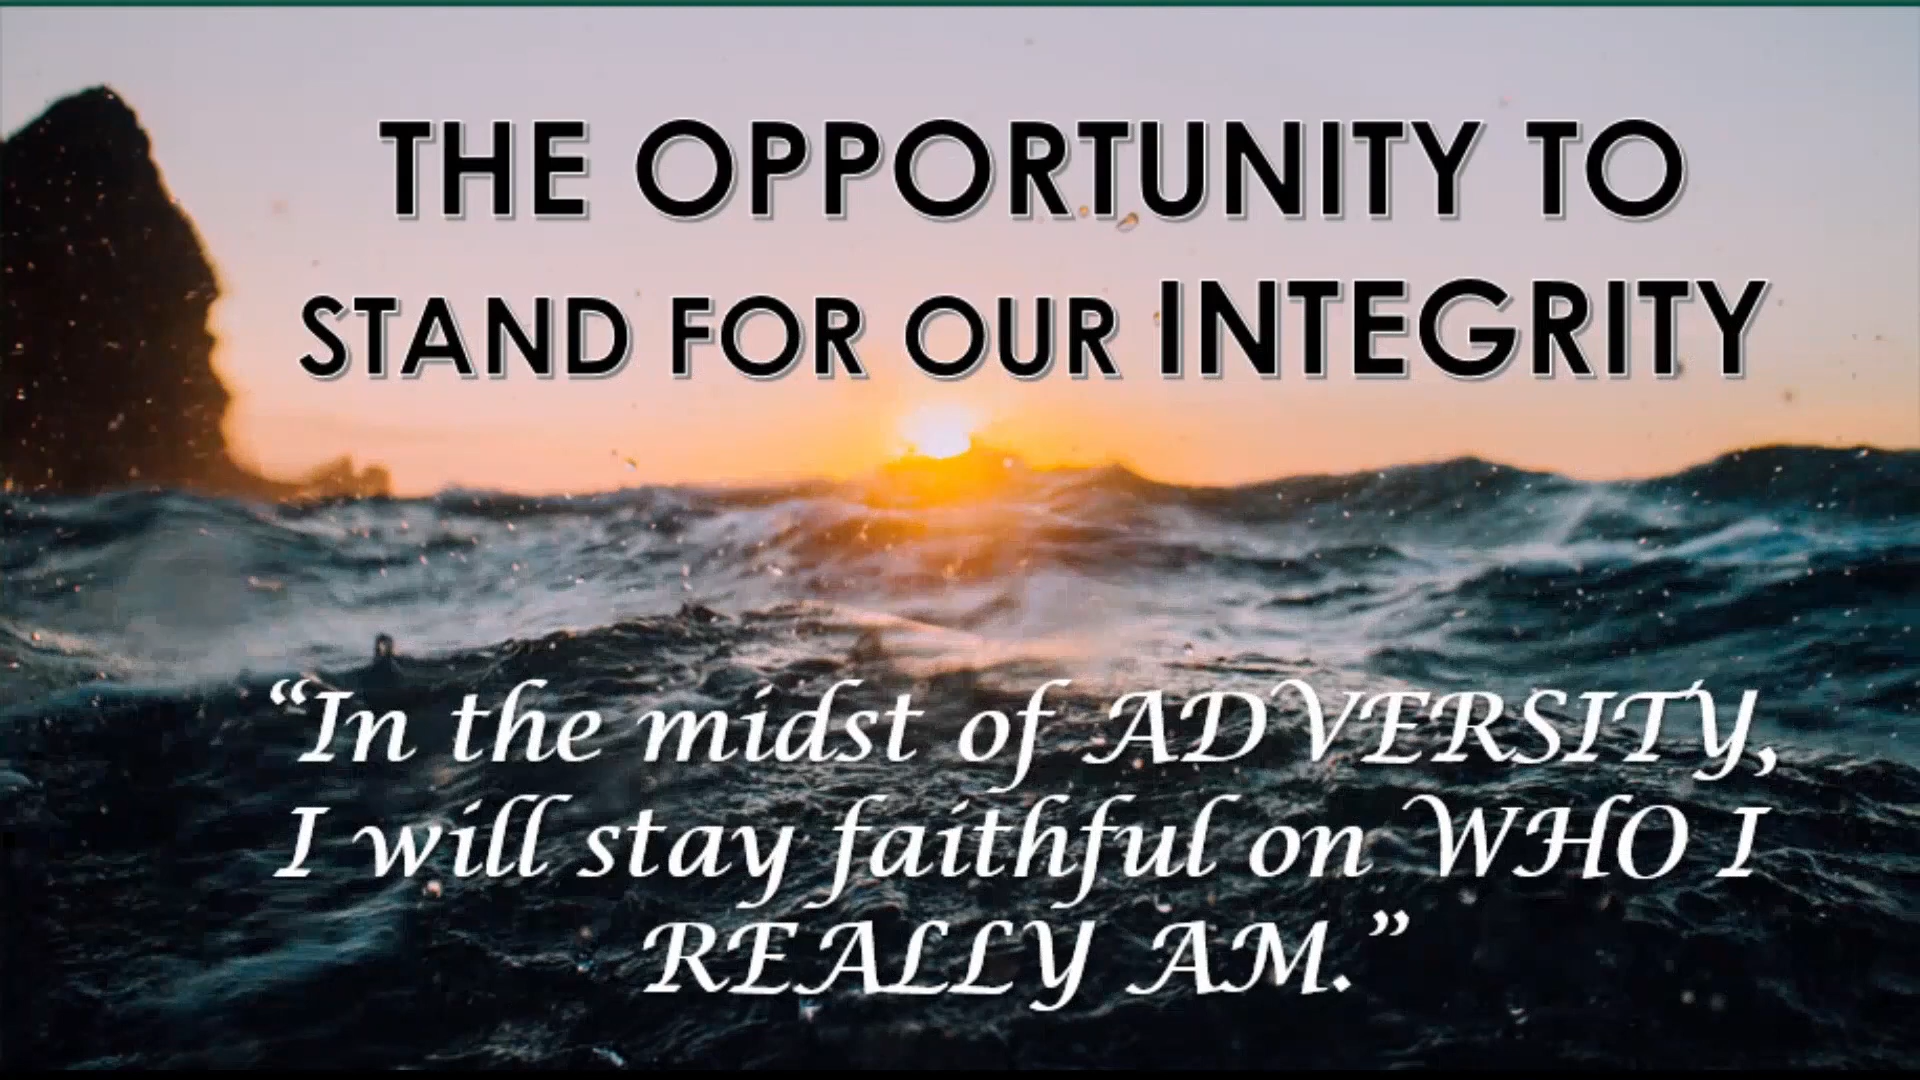 THE OPPORTUNITY TO
STAND FOR OUR INTEGRITY
“In the midst of ADVERSITY,
I will stay faithful on WHO I
REALLY AM.”